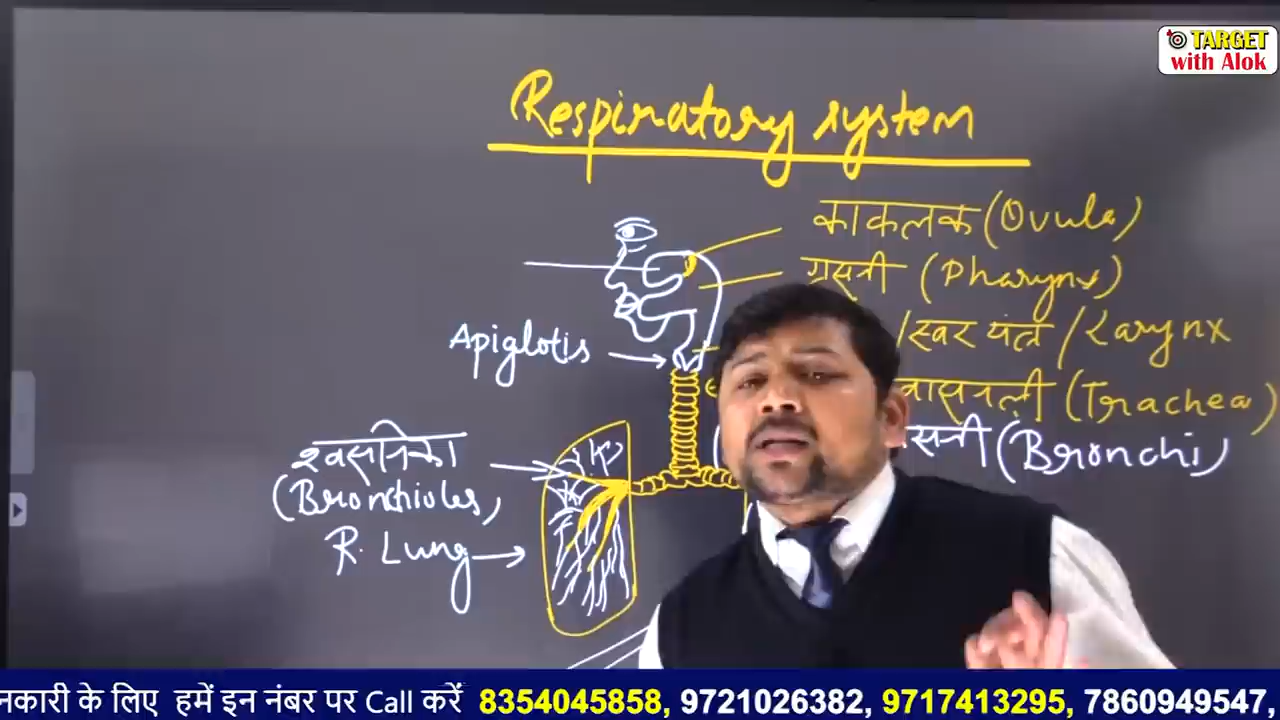 TARGET
with Alok
Respiratory system
काकलक (Ovula)
ग्रसनी (Pharynx)
/स्वर यंत्र / Larynx
Apiglotis
वासनली (Trachea)
सनी (Bronchi)
श्वसनिका
(Bronchioles)
R. Lung
नकारी के लिए हमें इन नंबर पर Call करें 8354045858, 9721026382, 9717413295, 7860949547,